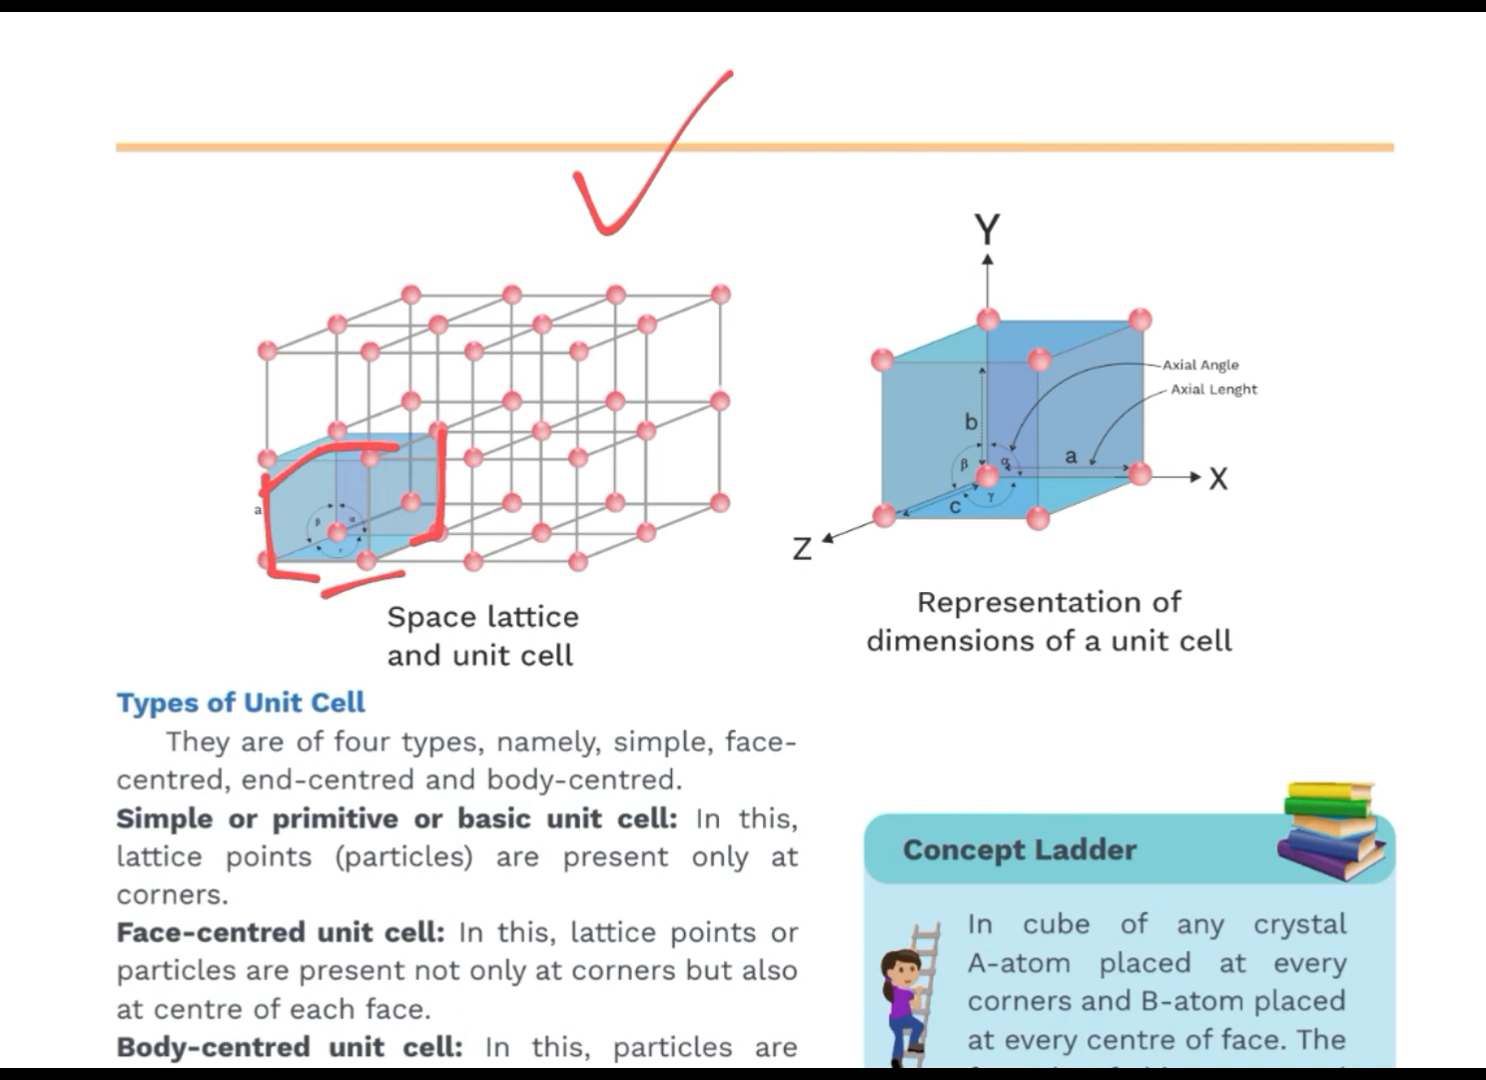 Y
Axial Angle
Axial Lenght
b
β
α
a
X
γ
c
Z
a
β
α
Space lattice
and unit cell
Representation of
dimensions of a unit cell
Types of Unit Cell
They are of four types, namely, simple, face-
centred, end-centred and body-centred.
Simple or primitive or basic unit cell: In this,
lattice points (particles) are present only at
corners.
Face-centred unit cell: In this, lattice points or
particles are present not only at corners but also
at centre of each face.
Body-centred unit cell: In this, particles are
Concept Ladder
In cube of any crystal
A-atom placed at every
corners and B-atom placed
at every centre of face. The